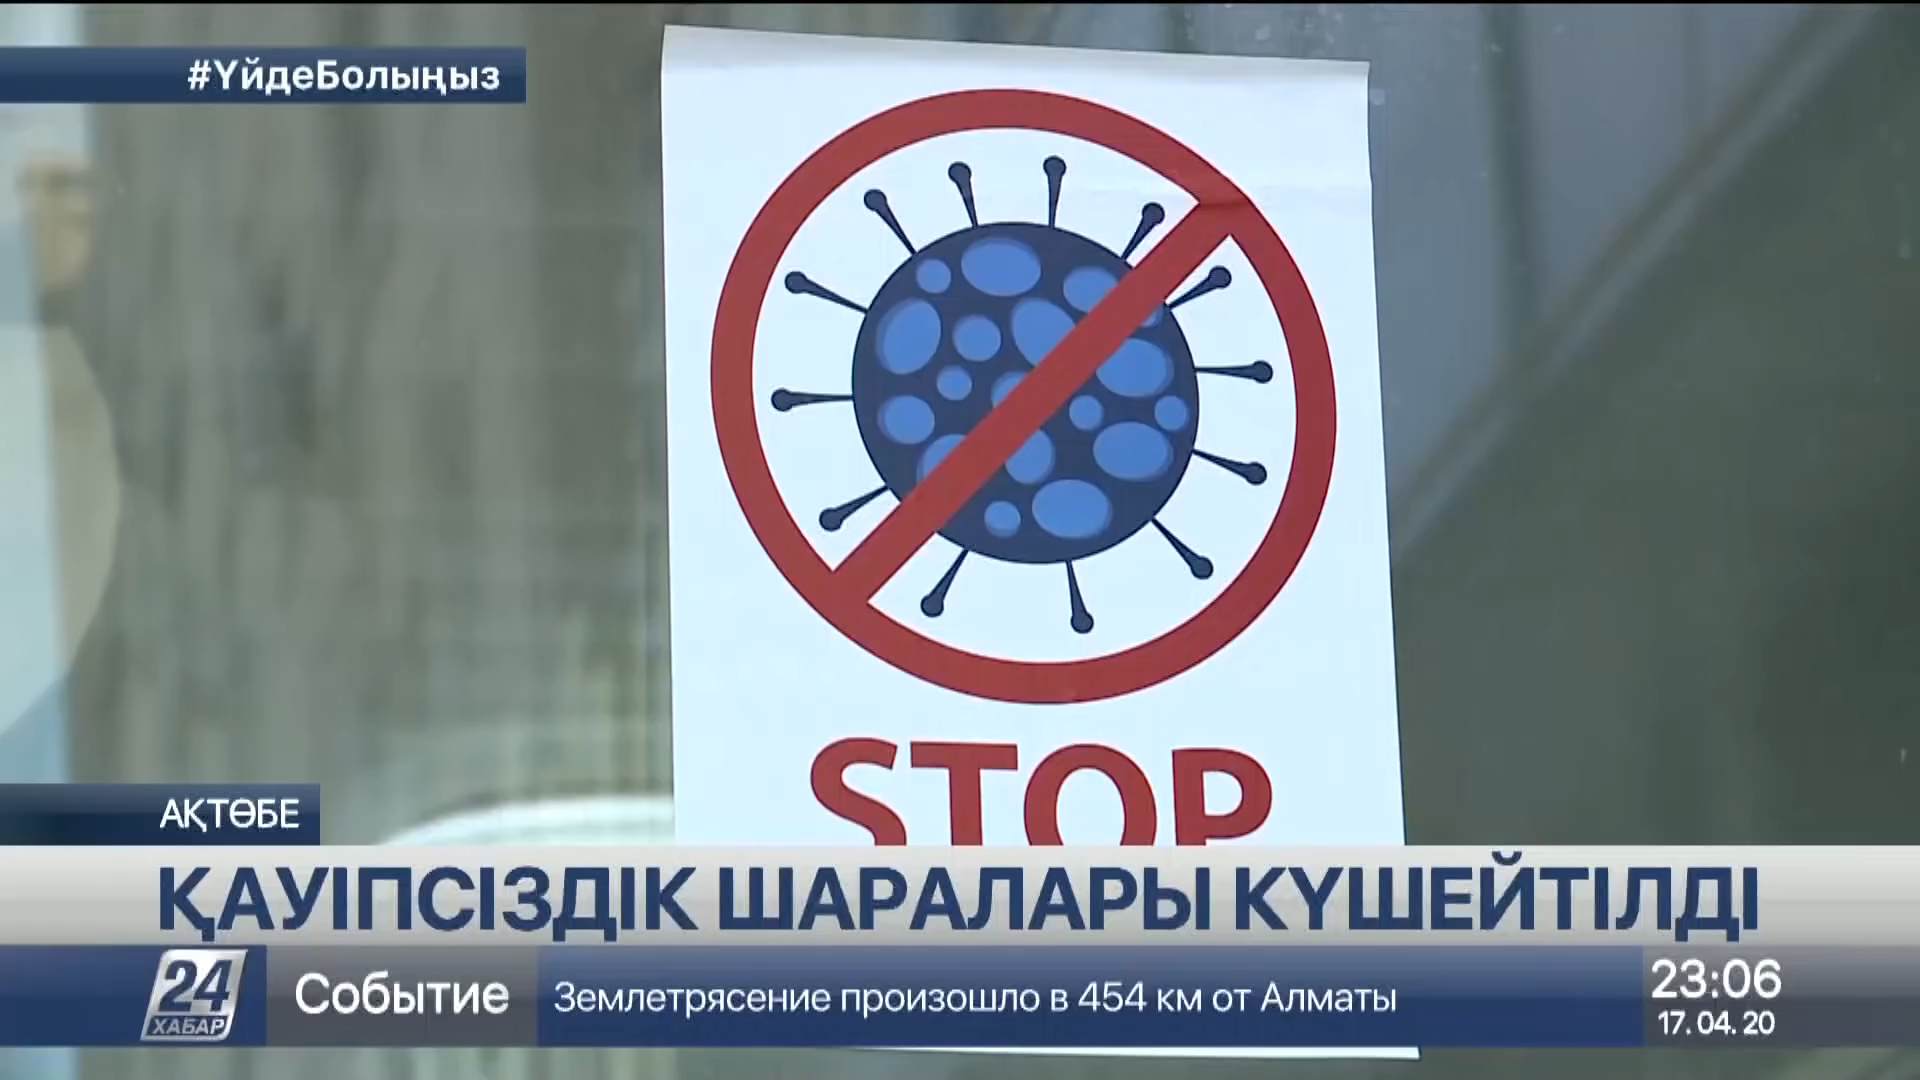 #ҮйдеБолыңыз
STOP
АҚТӨБЕ
ҚАУІПСІЗДІК ШАРАЛАРЫ КҮШЕЙТІЛДІ
24 ХАБАР
Событие
Землетрясение произошло в 454 км от Алматы
23:06
17. 04. 20